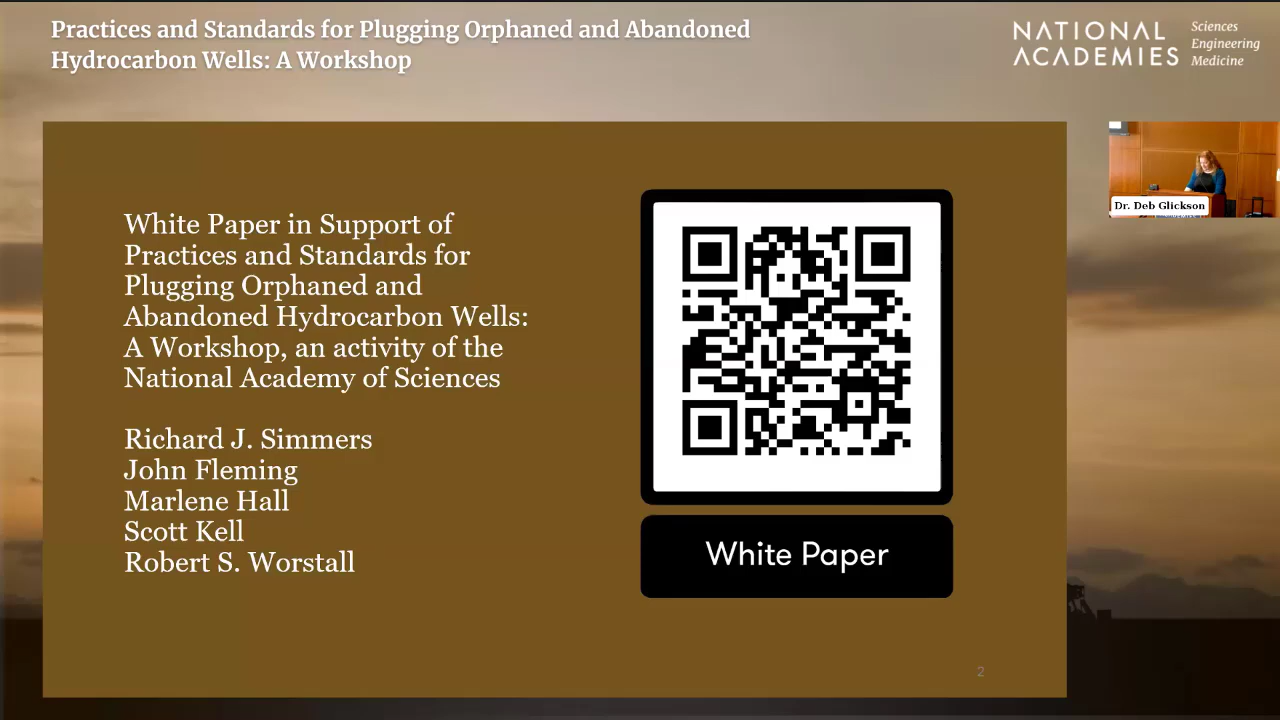 Practices and Standards for Plugging Orphaned and Abandoned
Hydrocarbon Wells: A Workshop
NATIONAL
ACADEMIES
Sciences
Engineering
Medicine
White Paper in Support of
Practices and Standards for
Plugging Orphaned and
Abandoned Hydrocarbon Wells:
A Workshop, an activity of the
National Academy of Sciences
Richard J. Simmers
John Fleming
Marlene Hall
Scott Kell
Robert S. Worstall
White Paper
2
Dr. Deb Glickson